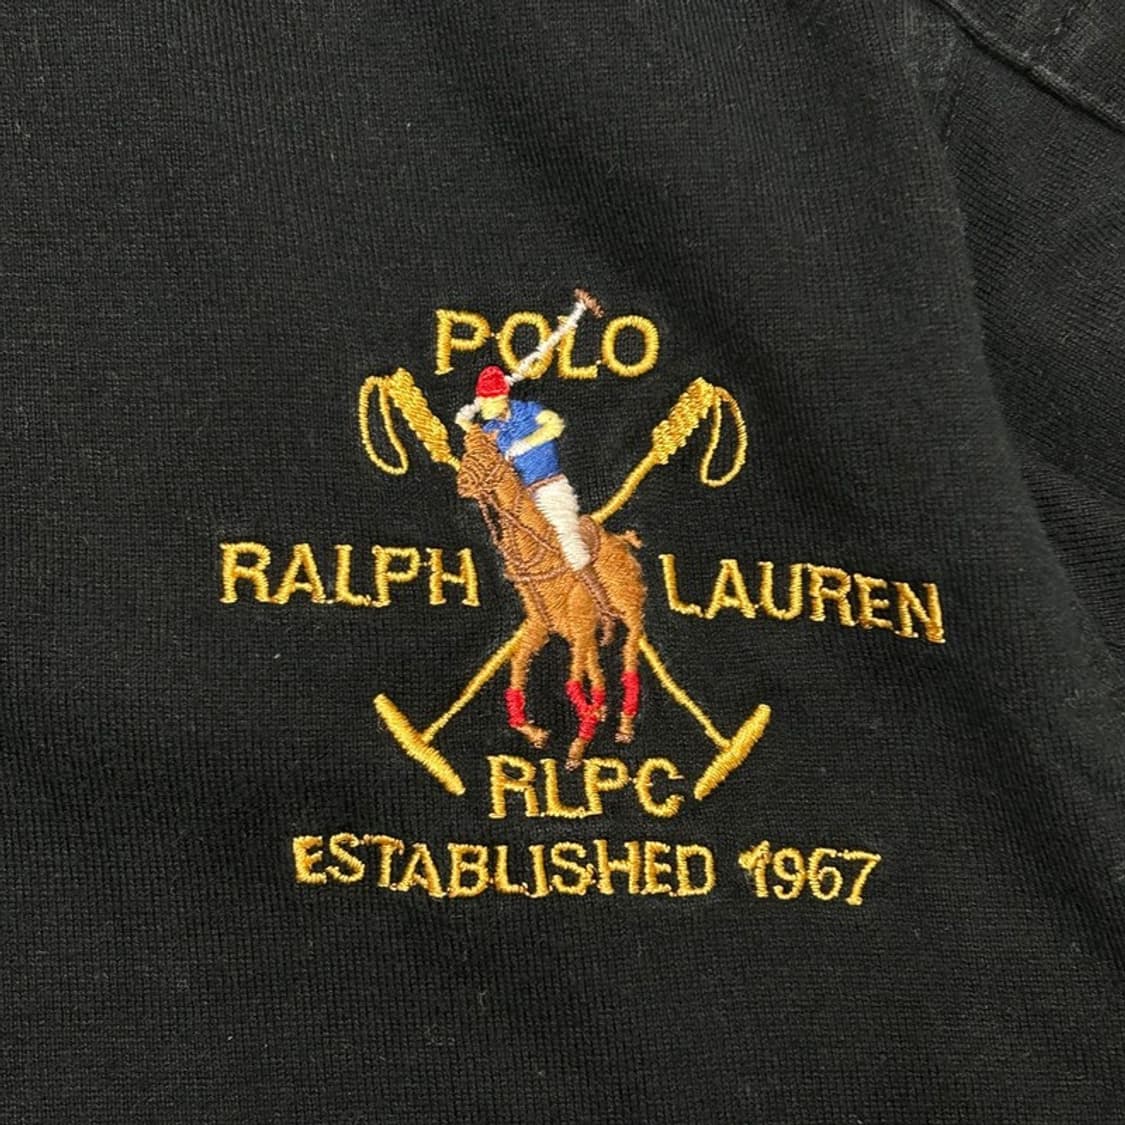 POLO
RALPH LAUREN
RLPC
ESTABLISHED 1967